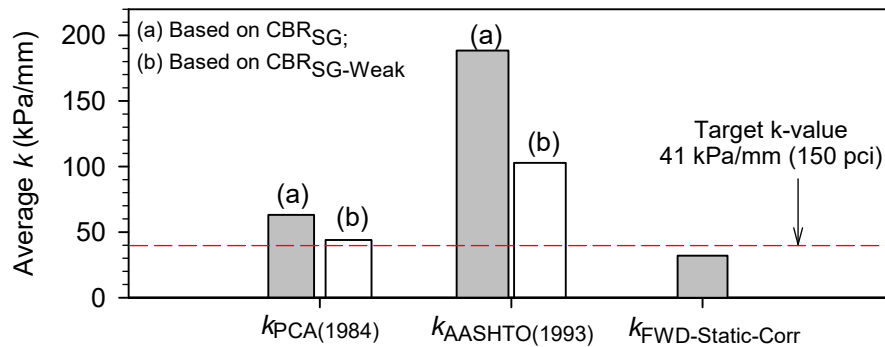 (a) Based on CBRSG;
(b) Based on CBRSG-Weak
Average k (kPa/mm)
200
150
100
50
0
(a)
(b)
(a)
(b)
Target k-value
41 kPa/mm (150 pci)
kPCA(1984)
kAASHTO(1993)
kFWD-Static-Corr